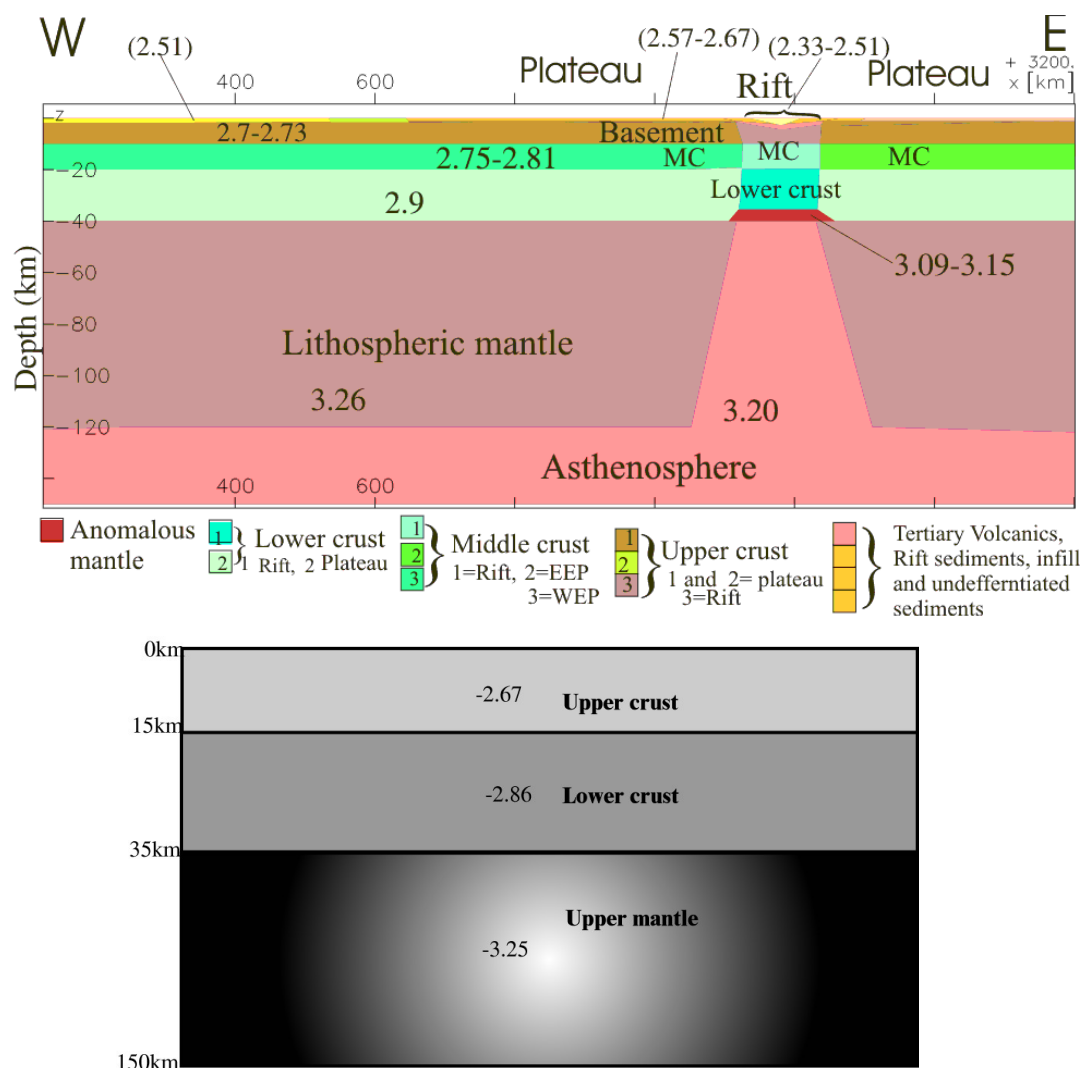 W
E
(2.51)
(2.57-2.67)
(2.33-2.51)
Plateau
Plateau
+ 3200.
x [km]
400
600
Rift
z
2.7-2.73
Basement
2.75-2.81
MC
MC
MC
−20
Lower crust
2.9
−40
3.09-3.15
−60
−80
Lithospheric mantle
−100
3.26
3.20
−120
Asthenosphere
400
600
Depth (km)
Anomalous
mantle
1
2
Lower crust
1 Rift, 2 Plateau
1
2
3
Middle crust
1=Rift, 2=EEP
3=WEP
1
2
3
Upper crust
1 and 2= plateau
3=Rift
Tertiary Volcanics,
Rift sediments, infill
and undefferntiated
sediments
0km
-2.67
Upper crust
15km
-2.86
Lower crust
35km
Upper mantle
-3.25
150km